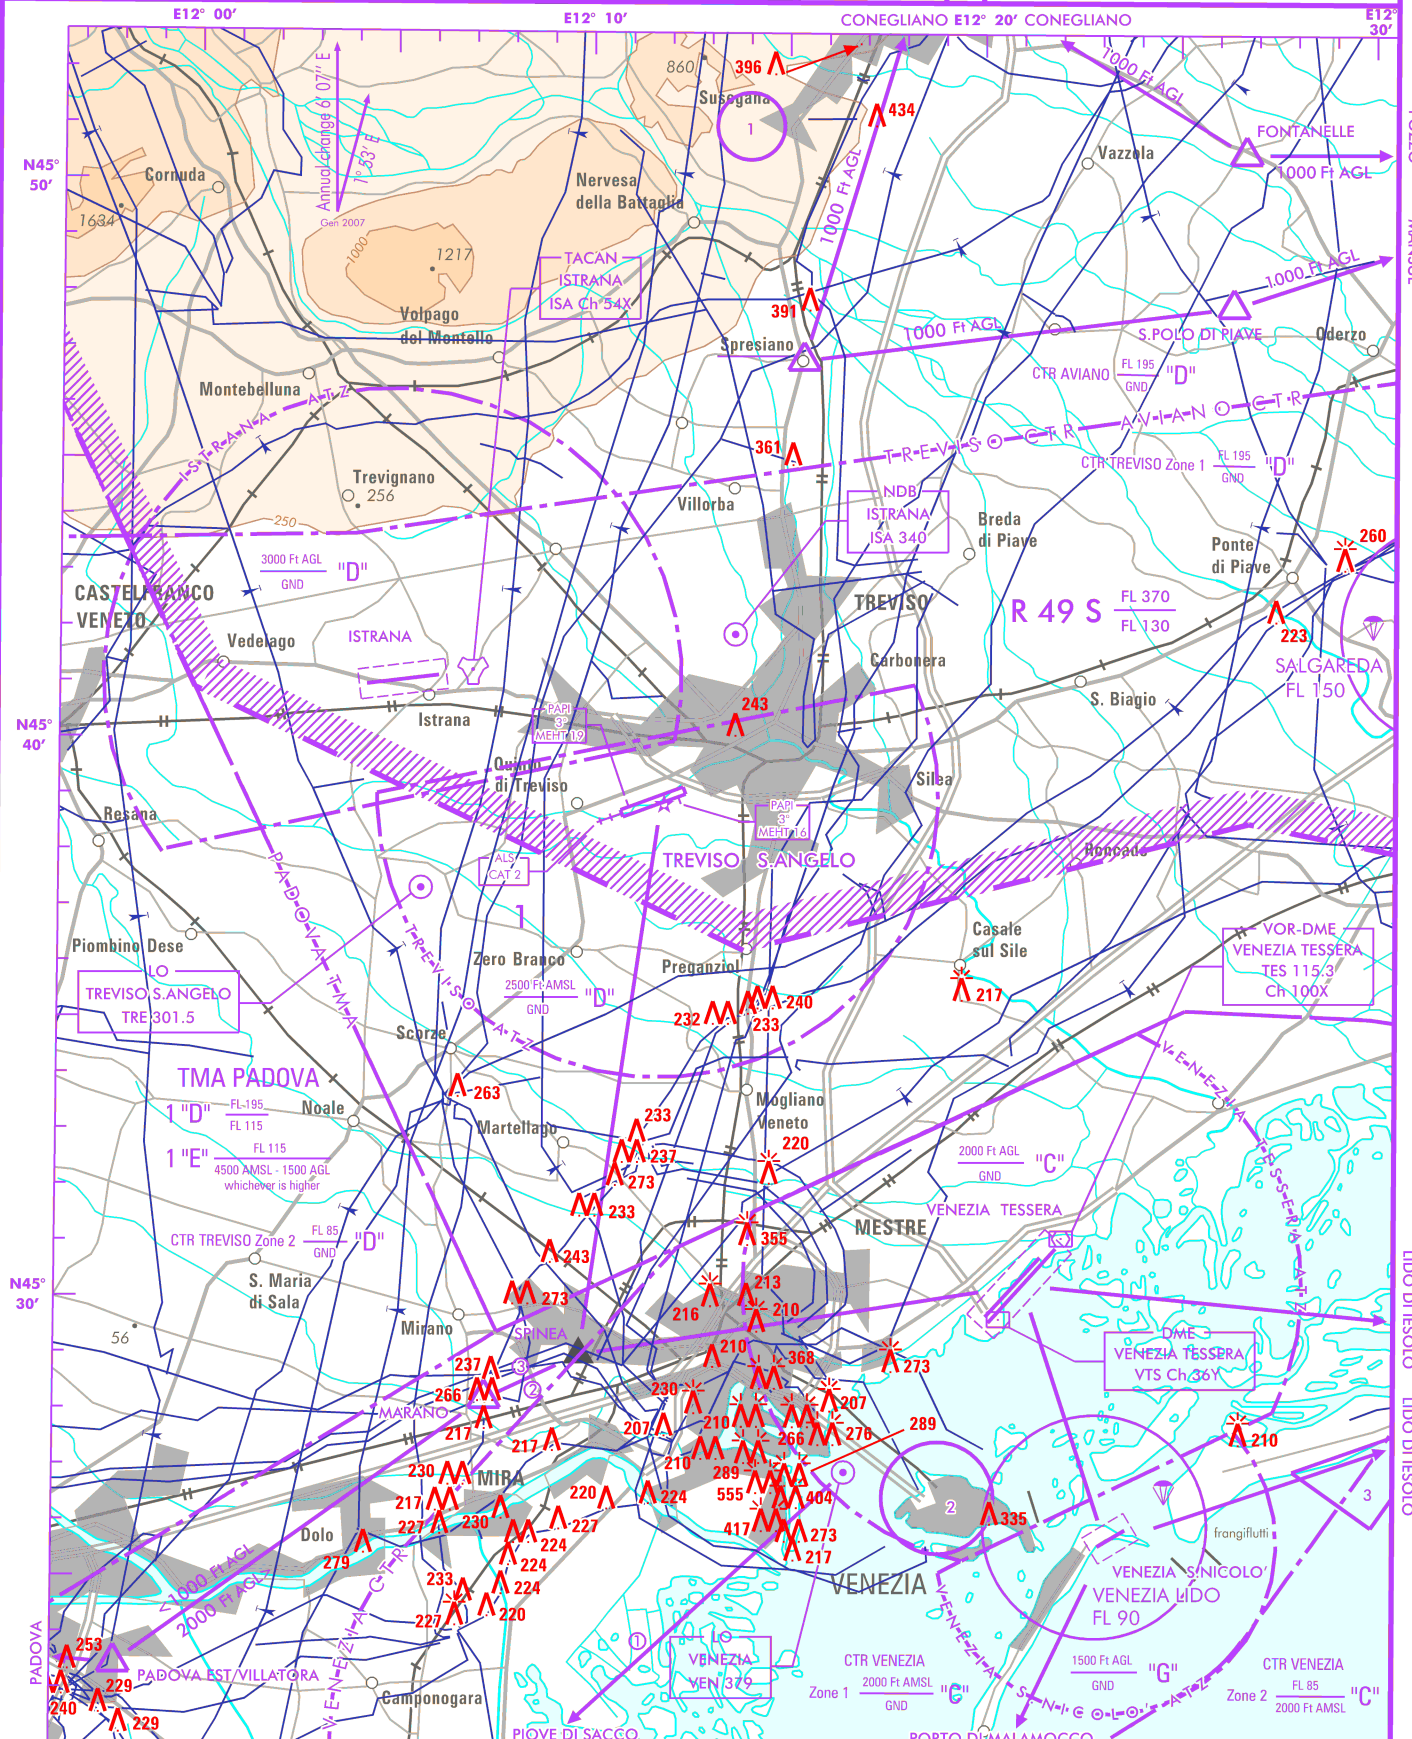 E12° 00'
E12° 10'
CONEGLIANO E12° 20' CONEGLIANO
E12°
30'
396
860
Susegana
1
434
1000 Ft AGL
FONTANELLE
1000 Ft AGL
Vazzola
N45°
50'
Cornuda
1634
Annual change 6' 07'' E
1° 53' E
Gen 2007
Nervesa
della Battaglia
1000 Ft AGL
1000
1217
TACAN
ISTRANA
ISA Ch 54X
1000 Ft AGL
391
Volpago
del Montello
Spresiano
1000 Ft AGL
S.POLO DI PIAVE
Oderzo
CTR AVIANO FL 195 "D"
GND
Montebelluna
ISTRANA ATZ
TREVISO CTR
AVIANO CTR
361
CTR TREVISO Zone 1 FL 195 "D"
GND
Trevignano
256
Villorba
NDB
ISTRANA
ISA 340
Breda
di Piave
250
260
Ponte
di Piave
3000 Ft AGL "D"
GND
CASTELFRANCO
VENETO
TREVISO
R 49 S FL 370
FL 130
223
Vedelago
ISTRANA
Carbonera
SALGAREDA
FL 150
S. Biagio
N45°
40'
Istrana
PAPI
3°
MEHT 19
243
Quinto
di Treviso
Silea
Resana
PAPI
3°
MEHT 16
TREVISO S.ANGELO
Roncade
ALS
CAT 2
PADOVA TMA
1
TREVISO ATZ
Piombino Dese
Zero Branco
Preganziol
Casale
sul Sile
VOR-DME
VENEZIA TESSERA
TES 115.3
Ch 100X
LO
TREVISO S.ANGELO
TRE 301.5
2500 Ft AMSL "D"
GND
217
240
232
233
Scorze
VENEZIA TESSERA ATZ
TMA PADOVA
263
1 "D" FL 195
FL 115
Noale
Mogliano
Veneto
233
Martellago
220
1 "E" FL 115
4500 AMSL - 1500 AGL
whichever is higher
237
273
2000 Ft AGL "C"
GND
233
VENEZIA TESSERA
CTR TREVISO Zone 2 FL 85 "D"
GND
355
MESTRE
243
S. Maria
di Sala
N45°
30'
273
213
216
210
56
Mirano
SPINEA
DME
VENEZIA TESSERA
VTS Ch 36Y
237
3
210
368
273
266
2
230
MARANO
207
210
207
217
217
266
276
289
210
210
230
MIRA
289
217
220
224
555
404
2
335
3
227
230
227
417
273
frangiflutti
Dolo
279
224
217
224
VENEZIA S.NICOLO'
<1000 Ft AGL
2000 Ft AGL>
233
224
VENEZIA
VENEZIA LIDO
FL 90
227
220
VENEZIA CTR
PADOVA
253
1
LO
VENEZIA
VEN 379
VENEZIA S.NICOLO' ATZ
PADOVA EST/VILLATORA
CTR VENEZIA
Zone 1 2000 Ft AMSL "C"
GND
1500 Ft AGL "G"
GND
CTR VENEZIA
Zone 2 FL 85 "C"
2000 Ft AMSL
240
229
229
Camponogara
PIOVE DI SACCO
PORTO DI MALAMOCCO
LIDO DI JESOLO
LIDO DI JESOLO